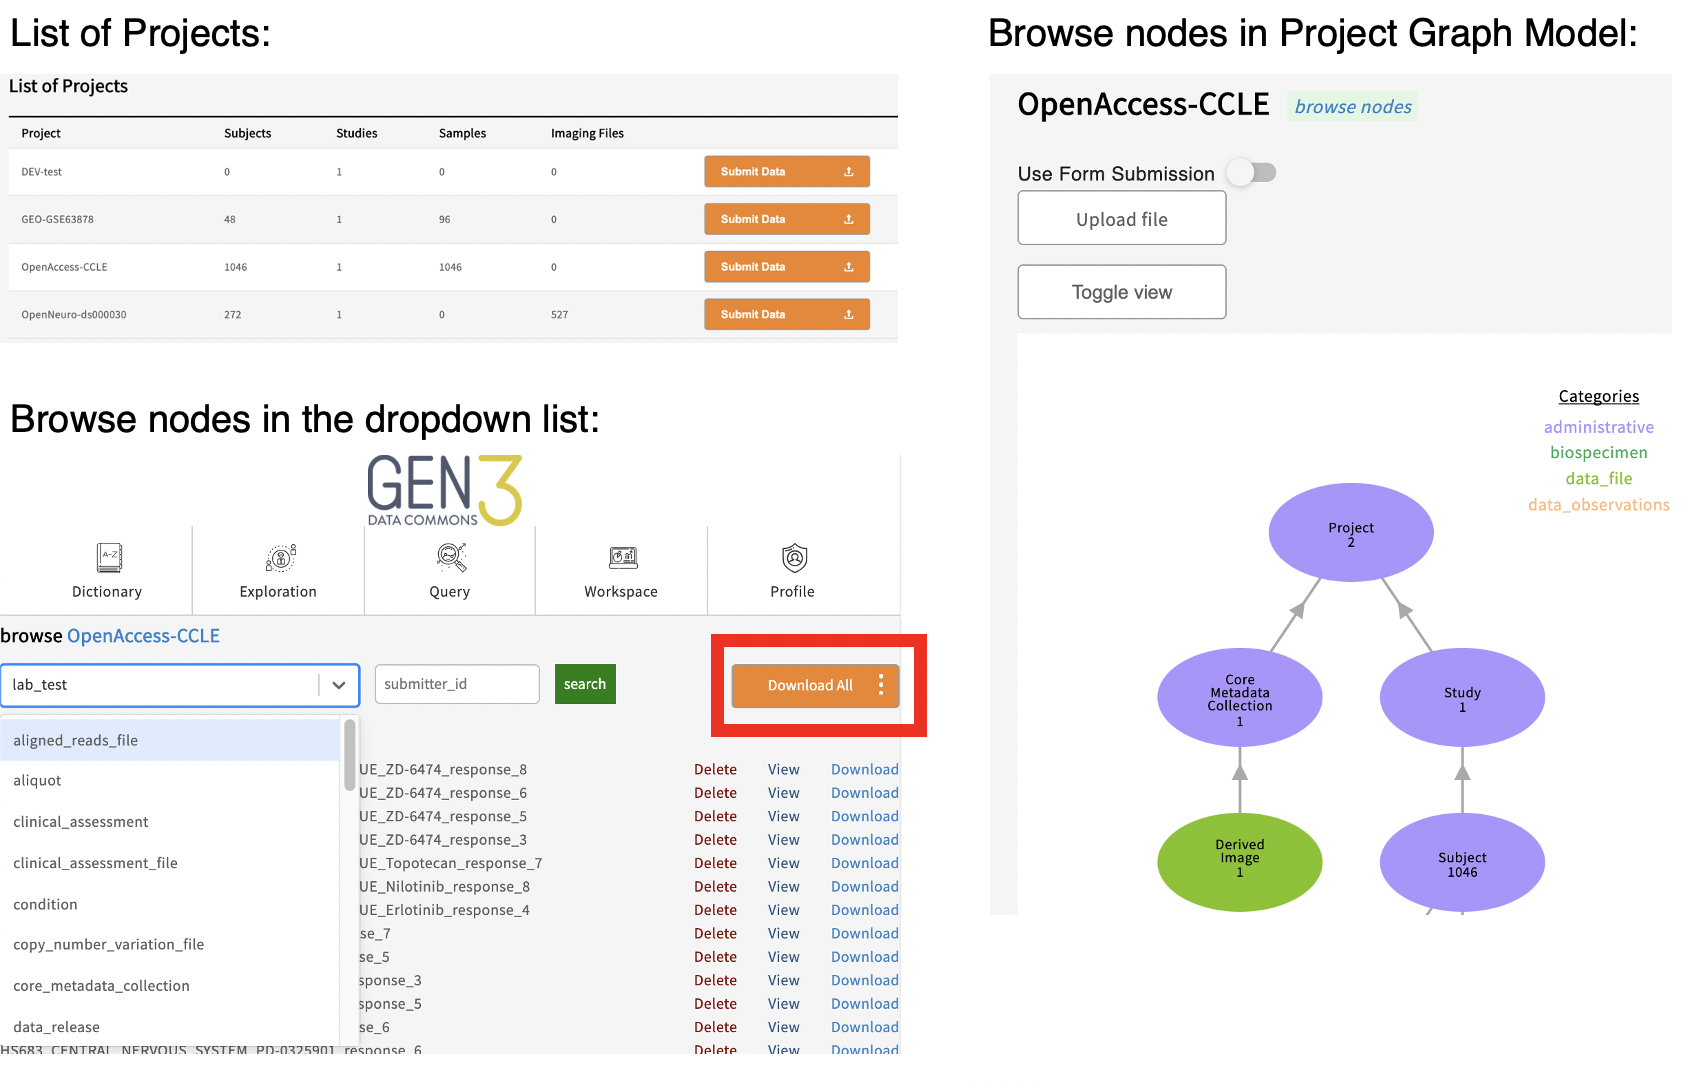 List of Projects:
List of Projects
Project Subjects Studies Samples Imaging Files
DEV-test 0 1 0 0 Submit Data
GEO-GSE63878 48 1 96 0 Submit Data
OpenAccess-CCLE 1046 1 1046 0 Submit Data
OpenNeuro-ds000030 272 1 0 527 Submit Data
Browse nodes in the dropdown list:
GEN3
DATA COMMONS
Dictionary Exploration Query Workspace Profile
browse OpenAccess-CCLE
lab_test submitter_id search Download All
aligned_reads_file
aliquot
clinical_assessment
clinical_assessment_file
condition
copy_number_variation_file
core_metadata_collection
data_release
UE_ZD-6474_response_8 Delete View Download
UE_ZD-6474_response_6 Delete View Download
UE_ZD-6474_response_5 Delete View Download
UE_ZD-6474_response_3 Delete View Download
UE_Topotecan_response_7 Delete View Download
UE_Nilotinib_response_8 Delete View Download
UE_Erlotinib_response_4 Delete View Download
se_7 Delete View Download
se_5 Delete View Download
sponse_3 Delete View Download
sponse_5 Delete View Download
se_6 Delete View Download
HS683_CENTRAL_NERVOUS_SYSTEM_PD-0325901_response_6 Delete View Download
Browse nodes in Project Graph Model:
OpenAccess-CCLE browse nodes
Use Form Submission
Upload file
Toggle view
Categories
administrative
biospecimen
data_file
data_observations
Project
2
Core
Metadata
Collection
1
Study
1
Derived
Image
1
Subject
1046